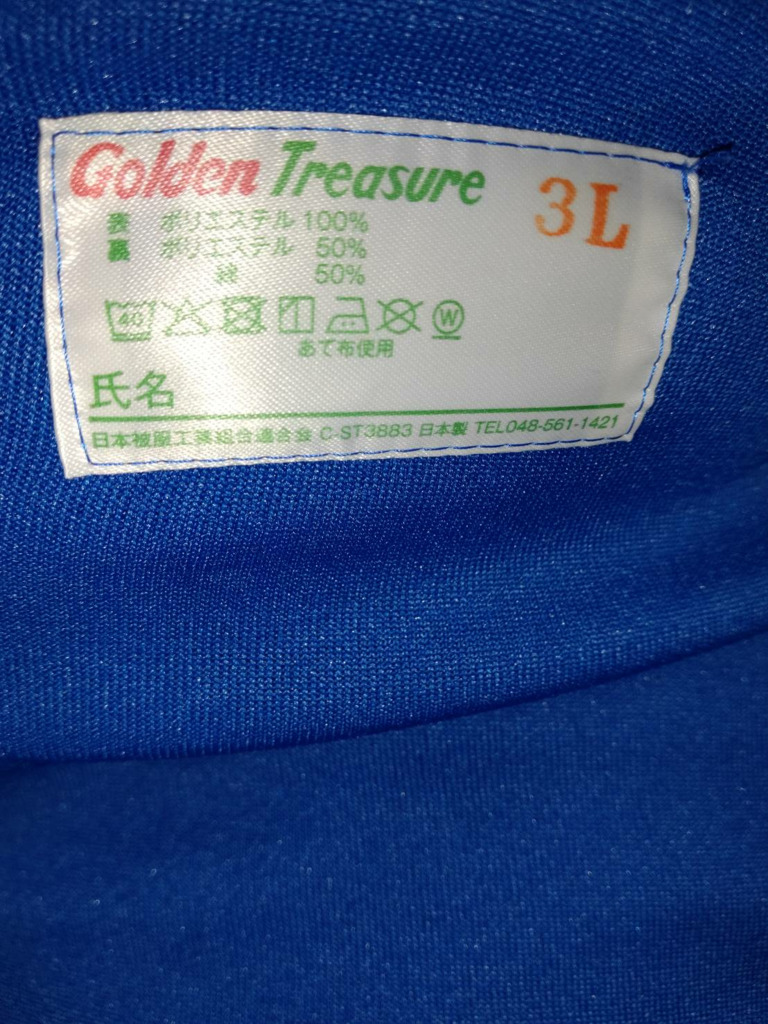 Golden Treasure 3L
表 ポリエステル 100%
裏 ポリエステル 50%
綿 50%
40 W
あて布使用
氏名
日本被服工業組合連合会 C-ST3883 日本製 TEL048-561-1421